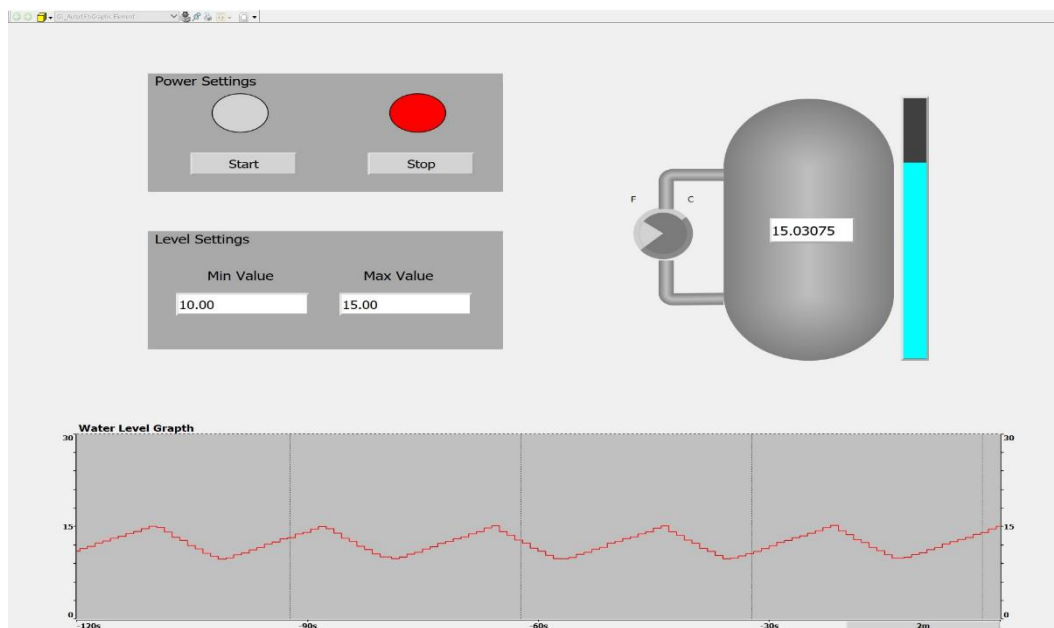 Power Settings
Start Stop
F C
15.03075
Level Settings
Min Value Max Value
10.00 15.00
Water Level Grapth
30 30
15 15
0 0
-120s -90s -60s -30s 2m